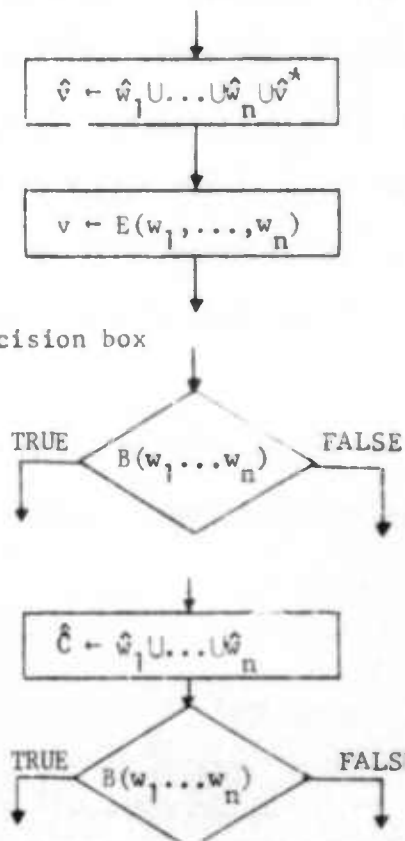 v̂ ← ŵ₁∪...∪ŵₙ∪v̂*
v ← E(w₁,...,wₙ)
cision box
TRUE B(w₁...wₙ) FALSE
Ĉ ← ŵ₁∪...∪ŵₙ
TRUE B(w₁...wₙ) FALS